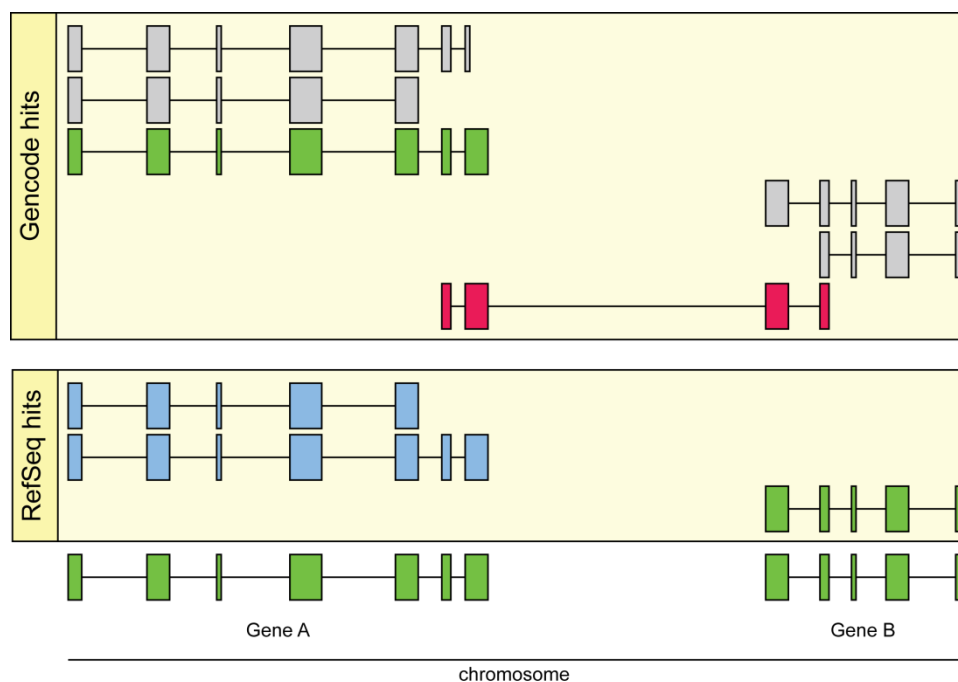 Gencode hits
RefSeq hits
Gene A
Gene B
chromosome